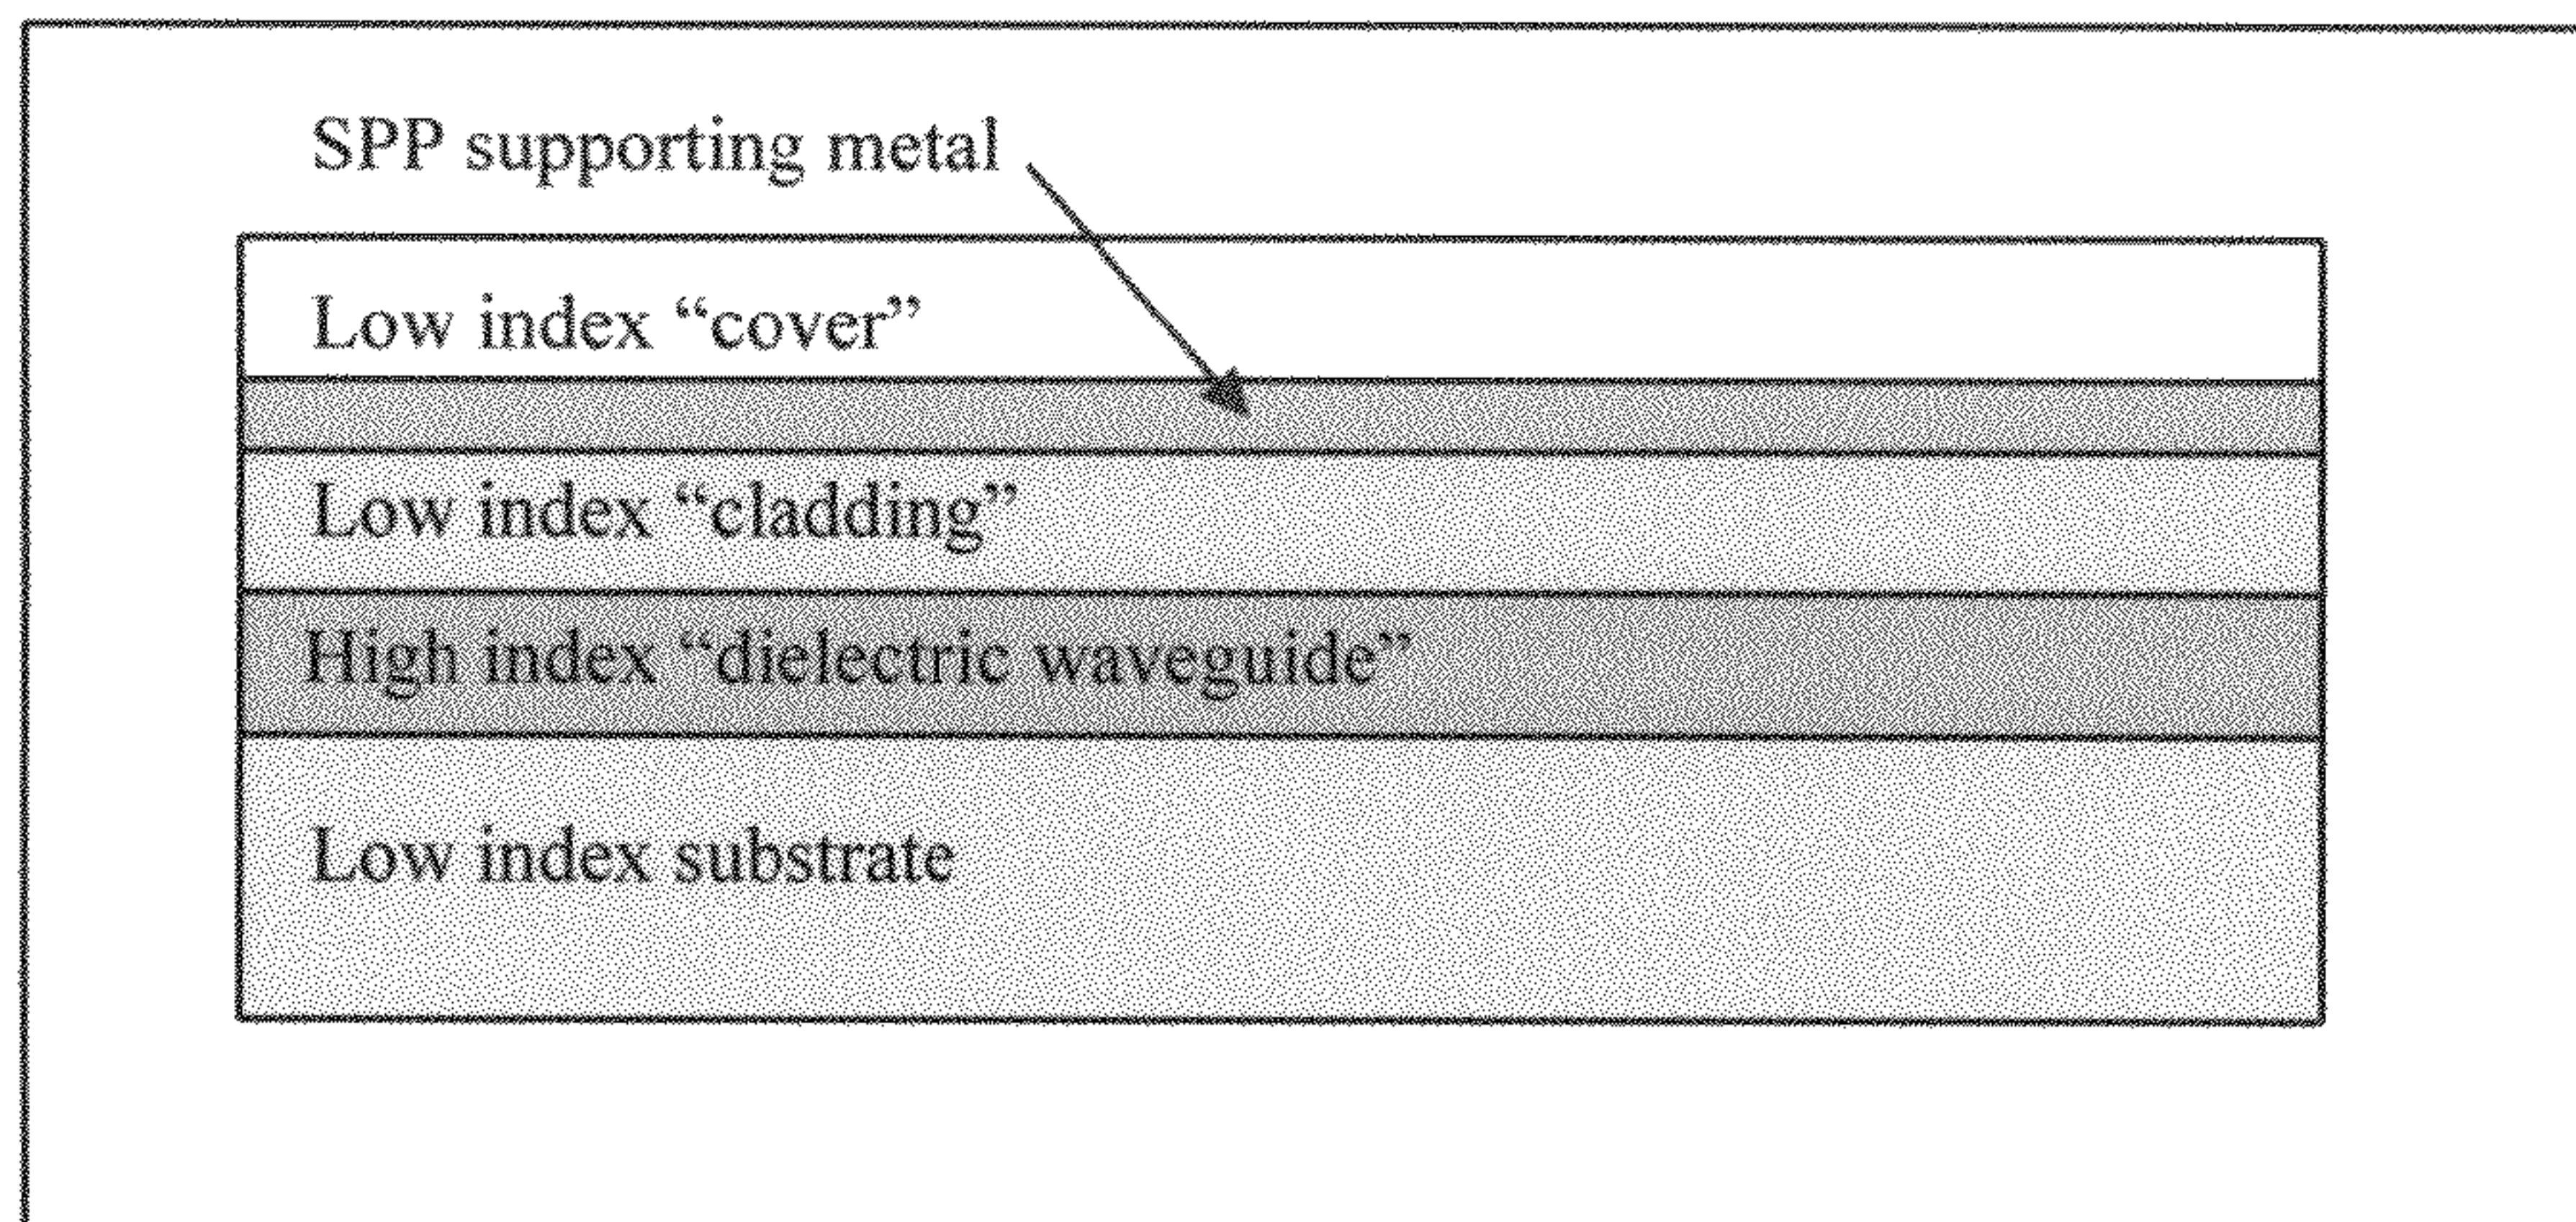 SPP supporting metal
Low index “cover”
Low index “cladding”
High index “dielectric waveguide”
Low index substrate